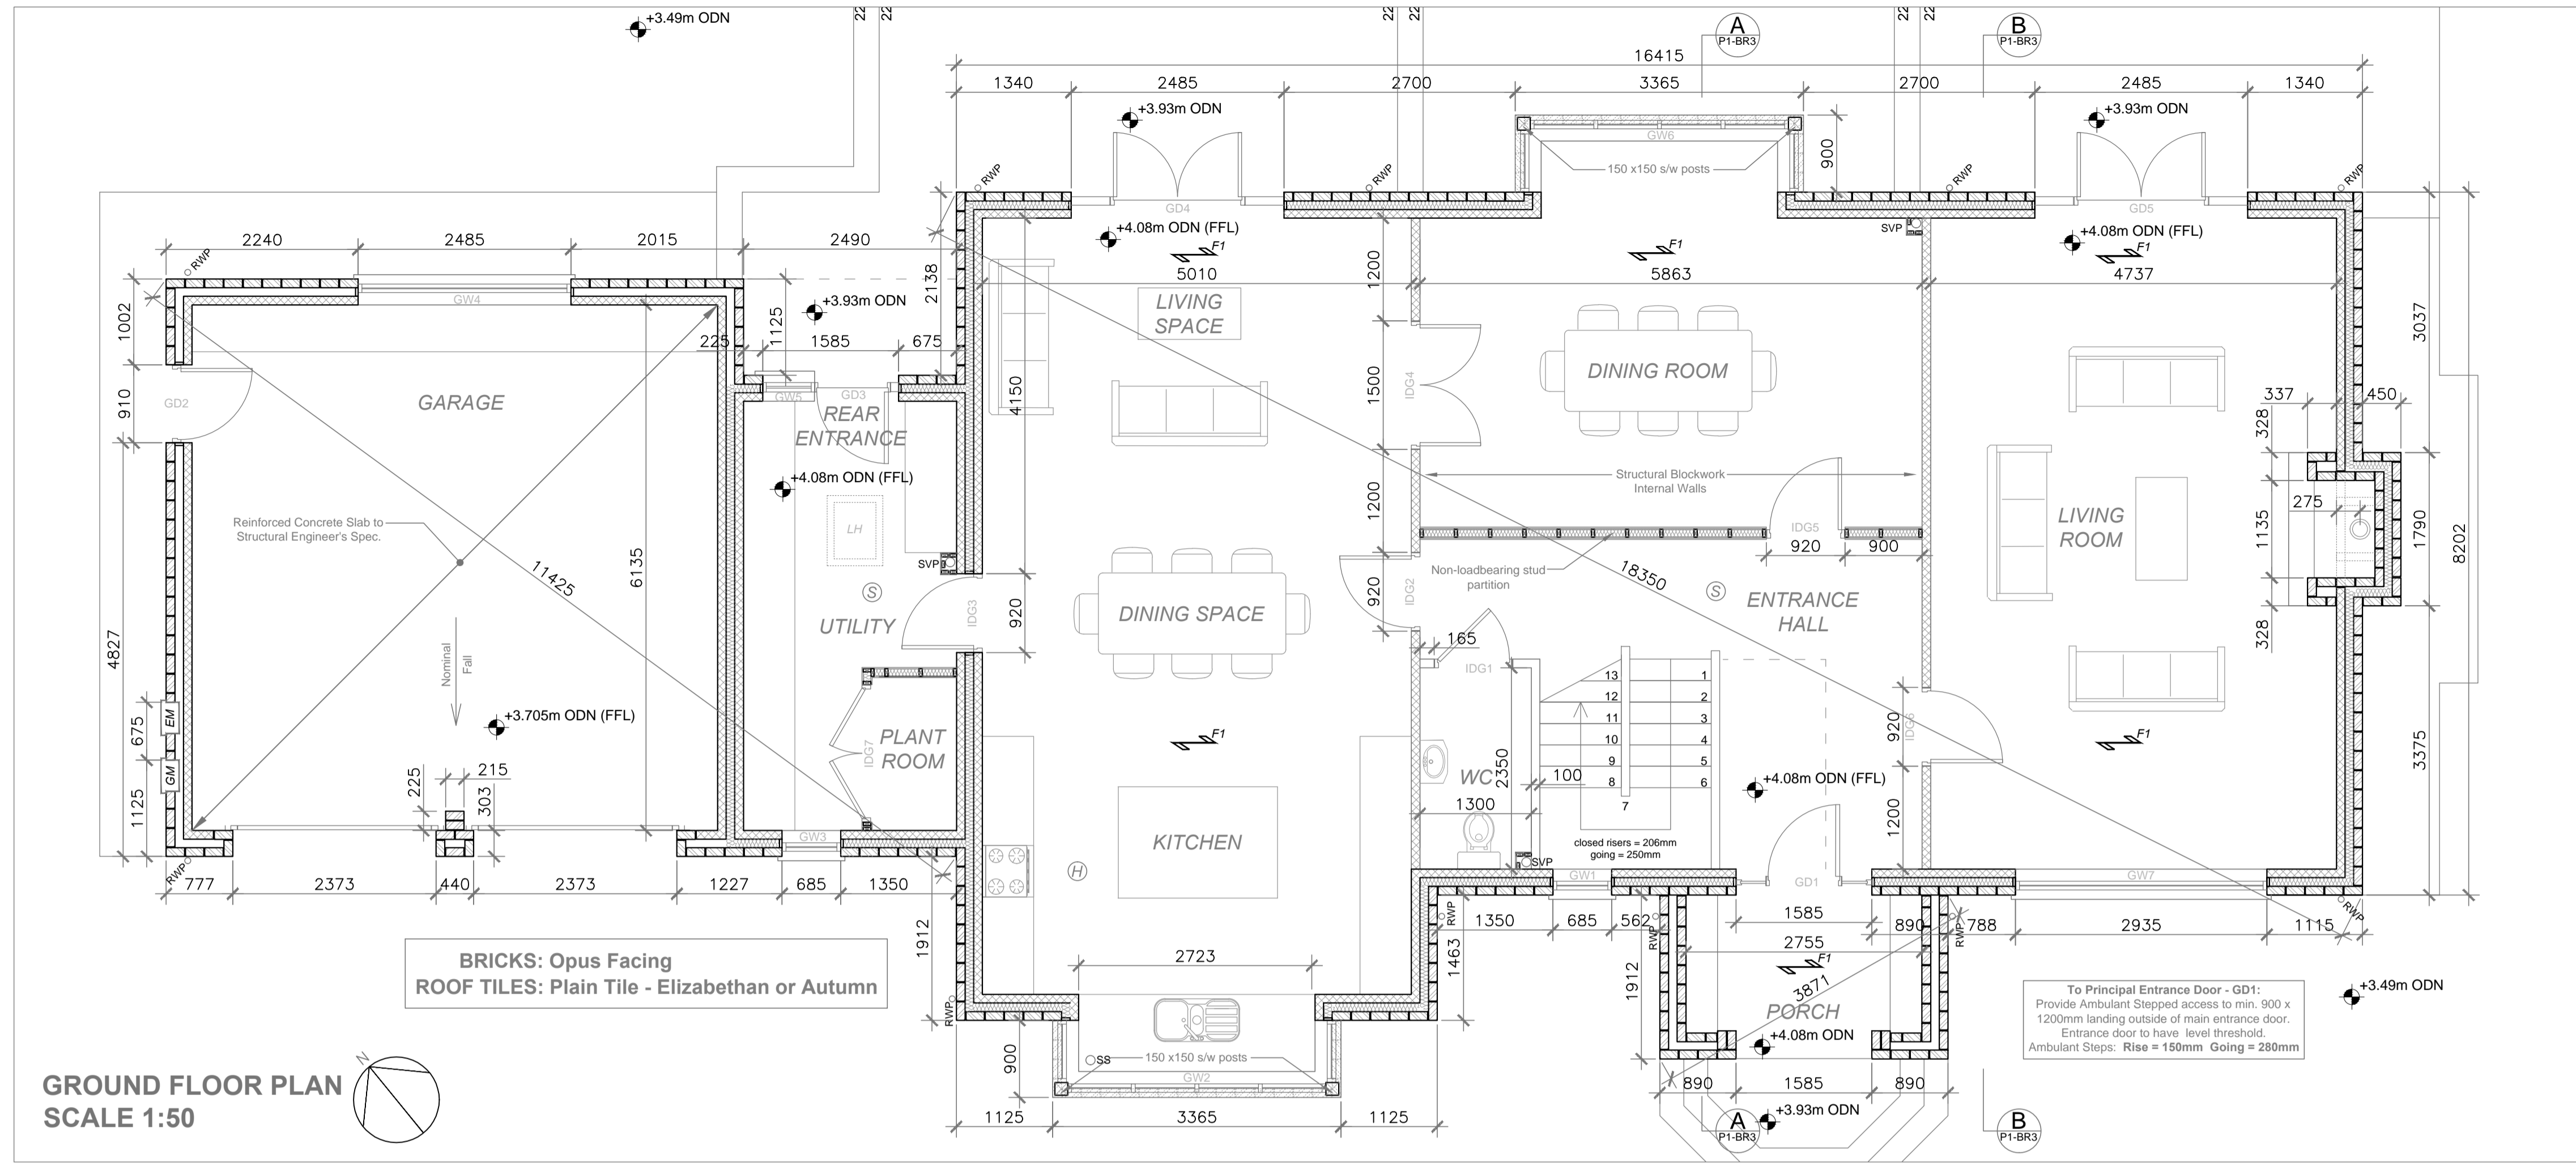 +3.49m ODN
22
22
22
22
22
22
A
P1-BR3
B
P1-BR3
16415
1340
2485
2700
3365
2700
2485
1340
+3.93m ODN
+3.93m ODN
GW6
900
150 x150 s/w posts
RWP
RWP
RWP
RWP
GD4
GD5
+4.08m ODN (FFL)
F1
F1
SVP
+4.08m ODN (FFL)
F1
2240
2485
2015
2490
RWP
2138
1200
5010
5863
4737
GW4
+3.93m ODN
LIVING
SPACE
1002
1125
3037
225
1585
675
DINING ROOM
GARAGE
910
GD2
GW5
GD3
REAR
ENTRANCE
4150
1500
IDG4
337
450
328
+4.08m ODN (FFL)
Structural Blockwork
Internal Walls
1200
275
LH
Reinforced Concrete Slab to
Structural Engineer's Spec.
IDG5
LIVING
ROOM
1135
1790
8202
920
900
SVP
11425
6135
Non-loadbearing stud
partition
18350
S
S
IDG3
920
DINING SPACE
920
IDG2
ENTRANCE
HALL
UTILITY
328
4827
Nominal
Fall
165
IDG1
13
1
12
2
11
3
10
4
9
5
8
6
7
EM
675
+3.705m ODN (FFL)
PLANT
ROOM
IDG7
F1
920
IDG6
F1
3375
GM
1125
225
215
303
WC
2350
100
1300
+4.08m ODN (FFL)
1200
KITCHEN
closed risers = 206mm
going = 250mm
GW3
H
SVP
GW1
GD1
GW7
RWP
777
2373
440
2373
1227
685
1350
1912
RWP
1350
685
562
RWP
1463
1585
890
RWP
788
2935
1115
RWP
BRICKS: Opus Facing
ROOF TILES: Plain Tile - Elizabethan or Autumn
2723
2755
F1
3871
1912
PORCH
+4.08m ODN
+3.49m ODN
To Principal Entrance Door - GD1:
Provide Ambulant Stepped access to min. 900 x
1200mm landing outside of main entrance door.
Entrance door to have level threshold.
Ambulant Steps: Rise = 150mm Going = 280mm
RWP
900
SS
150 x150 s/w posts
GW2
GROUND FLOOR PLAN
SCALE 1:50
N
890
1585
890
1125
3365
1125
A
P1-BR3
+3.93m ODN
B
P1-BR3